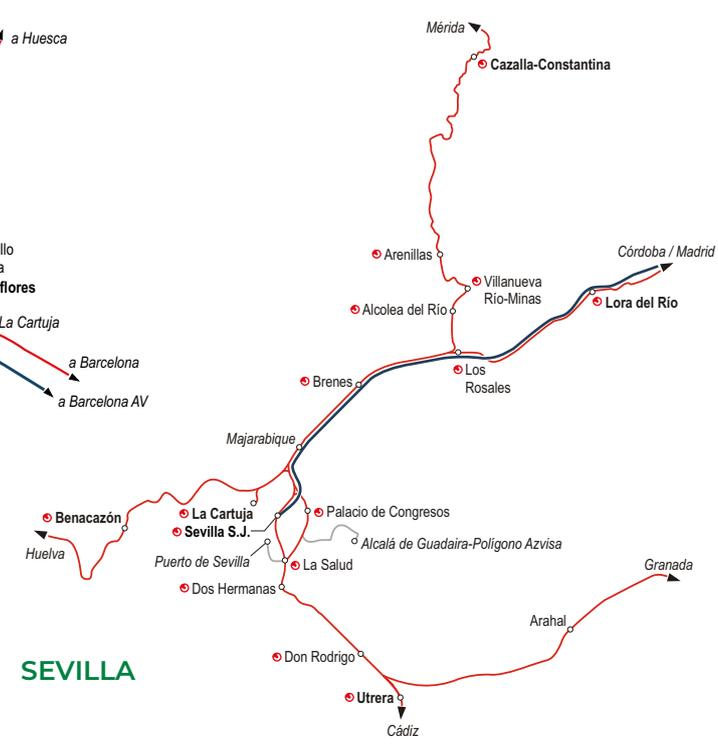 Mérida
a Huesca
Cazalla-Constantina
llo
a
flores
La Cartuja
a Barcelona
a Barcelona AV
Arenillas
Córdoba / Madrid
Villanueva
Río-Minas
Alcolea del Río
Lora del Río
Los
Rosales
Brenes
Majarabique
La Cartuja
Palacio de Congresos
Benacazón
Sevilla S.J.
Huelva
Puerto de Sevilla
Alcalá de Guadaira-Polígono Azvisa
La Salud
Granada
Dos Hermanas
Arahal
Don Rodrigo
SEVILLA
Utrera
Cádiz